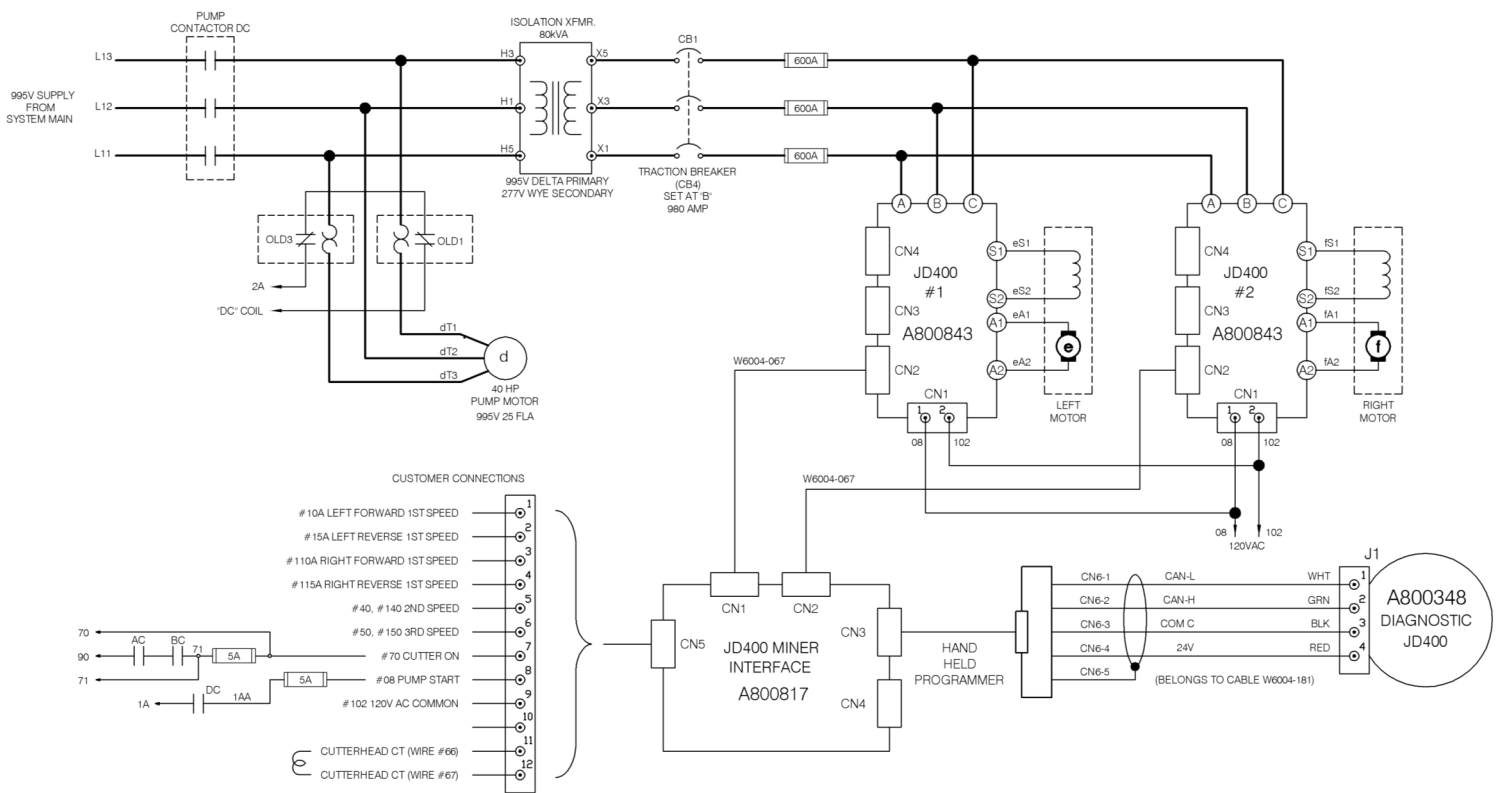 PUMP
CONTACTOR DC
ISOLATION XFMR.
80kVA
CB1
L13
H3
X5
600A
995V SUPPLY
FROM
SYSTEM MAIN
L12
H1
X3
600A
L11
H5
X1
600A
995V DELTA PRIMARY
277V WYE SECONDARY
TRACTION BREAKER
(CB4)
SET AT "B"
980 AMP
OLD3
OLD1
2A
"DC" COIL
dT1
dT2
dT3
d
40 HP
PUMP MOTOR
995V 25 FLA
A
B
C
CN4
JD400
#1
CN3
A800843
CN2
CN1
1
2
08
102
S1
eS1
S2
eS2
A1
eA1
e
A2
eA2
LEFT
MOTOR
A
B
C
CN4
JD400
#2
CN3
A800843
CN2
CN1
1
2
08
102
S1
fS1
S2
fS2
A1
fA1
f
A2
fA2
RIGHT
MOTOR
W6004-067
W6004-067
08
102
120VAC
CUSTOMER CONNECTIONS
#10A LEFT FORWARD 1ST SPEED
1
#15A LEFT REVERSE 1ST SPEED
2
#110A RIGHT FORWARD 1ST SPEED
3
#115A RIGHT REVERSE 1ST SPEED
4
#40, #140 2ND SPEED
5
#50, #150 3RD SPEED
6
70
90
AC
BC
71
5A
#70 CUTTER ON
7
71
5A
#08 PUMP START
8
1A
DC
1AA
#102 120V AC COMMON
9
10
CUTTERHEAD CT (WIRE #66)
11
CUTTERHEAD CT (WIRE #67)
12
CN1
CN2
CN5
JD400 MINER
INTERFACE
A800817
CN3
CN4
HAND
HELD
PROGRAMMER
CN6-1
CAN-L
WHT
CN6-2
CAN-H
GRN
CN6-3
COM C
BLK
CN6-4
24V
RED
CN6-5
(BELONGS TO CABLE W6004-181)
J1
1
2
3
4
A800348
DIAGNOSTIC
JD400